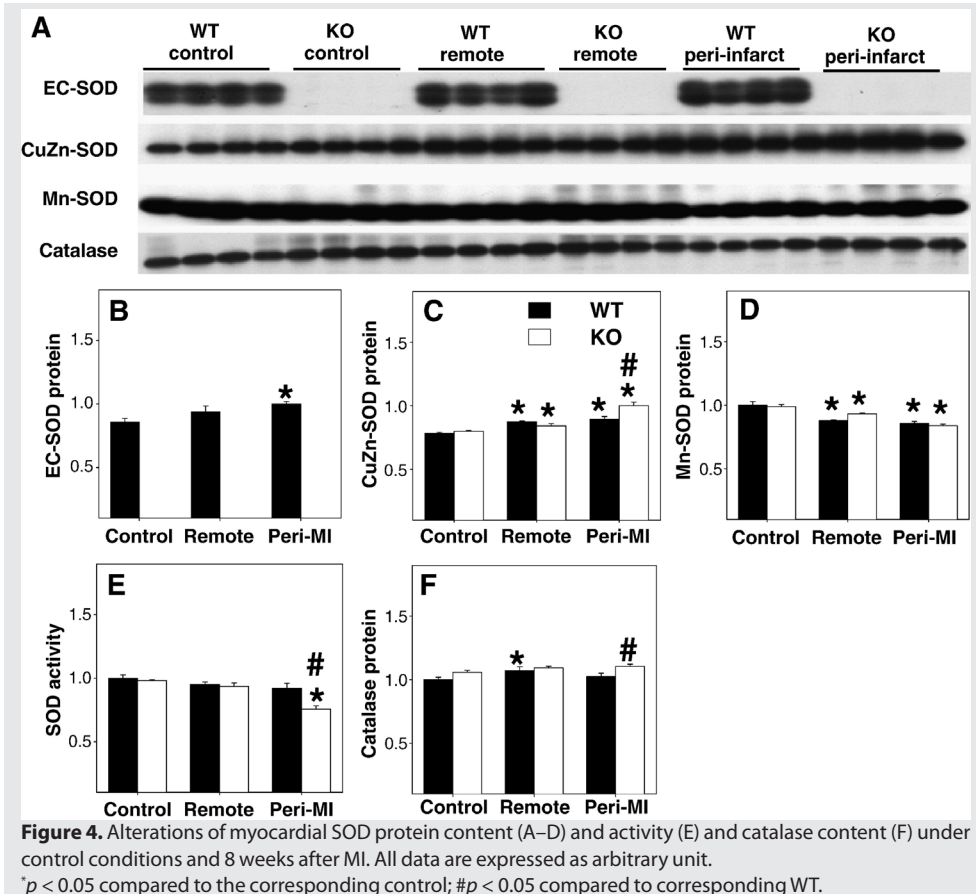 A
WT control
KO control
WT remote
KO remote
WT peri-infarct
KO peri-infarct
EC-SOD
CuZn-SOD
Mn-SOD
Catalase
B
EC-SOD protein
1.5
1.0
0.5
*
Control Remote Peri-MI
C
WT
KO
CuZn-SOD protein
1.5
1.0
0.5
* * * # *
Control Remote Peri-MI
D
Mn-SOD protein
1.5
1.0
0.5
* * * *
Control Remote Peri-MI
E
SOD activity
1.5
1.0
0.5
# *
Control Remote Peri-MI
F
Catalase protein
1.5
1.0
0.5
* #
Control Remote Peri-MI
Figure 4. Alterations of myocardial SOD protein content (A–D) and activity (E) and catalase content (F) under
control conditions and 8 weeks after MI. All data are expressed as arbitrary unit.
*p < 0.05 compared to the corresponding control; #p < 0.05 compared to corresponding WT.